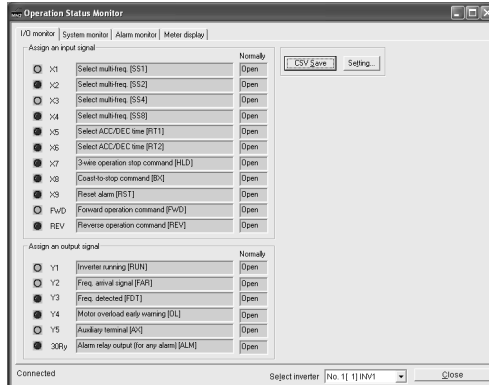 Operation Status Monitor
I/O monitor System monitor Alarm monitor Meter display
Assign an input signal
Normally
CSV Save Setting...
X1 Select multi-freq. [SS1] Open
X2 Select multi-freq. [SS2] Open
X3 Select multi-freq. [SS4] Open
X4 Select multi-freq. [SS8] Open
X5 Select ACC/DEC time [RT1] Open
X6 Select ACC/DEC time [RT2] Open
X7 3-wire operation stop command [HLD] Open
X8 Coast-to-stop command [BX] Open
X9 Reset alarm [RST] Open
FWD Forward operation command [FWD] Open
REV Reverse operation command [REV] Open
Assign an output signal
Normally
Y1 Inverter running [RUN] Open
Y2 Freq. arrival signal [FAR] Open
Y3 Freq. detected [FDT] Open
Y4 Motor overload early warning [OL] Open
Y5 Auxiliary terminal [AX] Open
30Ry Alarm relay output (for any alarm) [ALM] Open
Connected Select inverter No. 1[ 1] INV1 Close